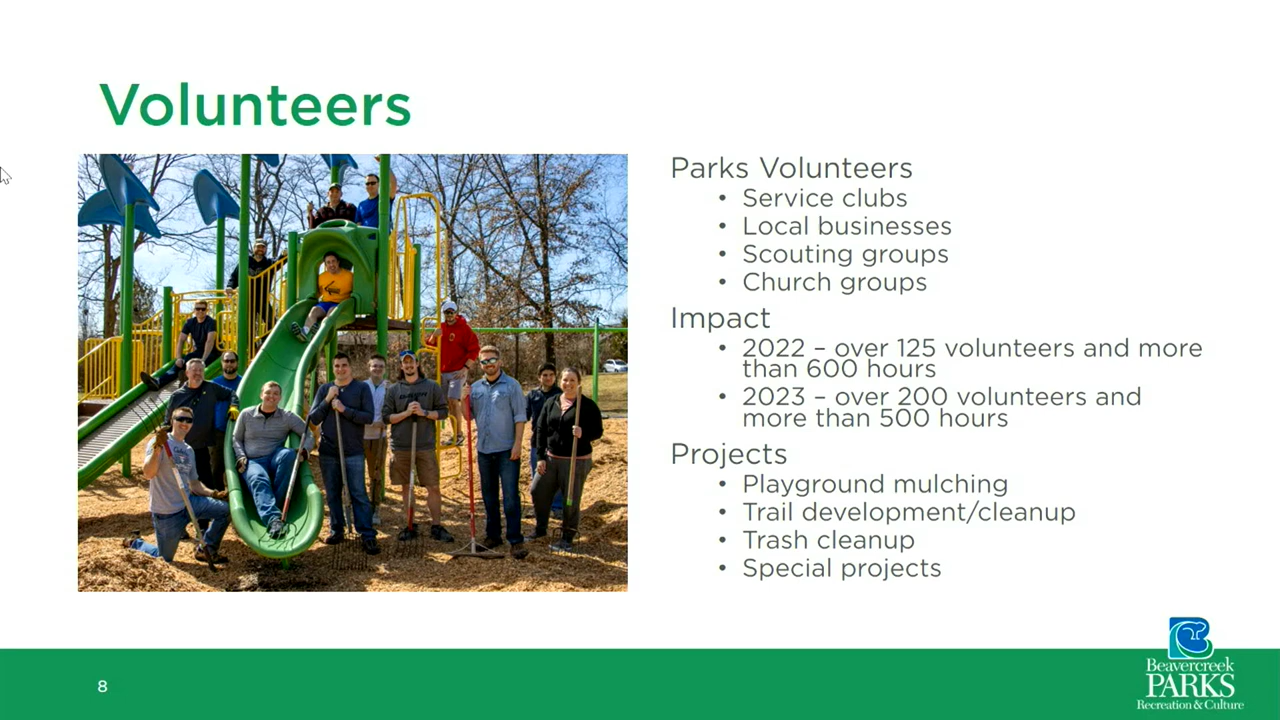 Volunteers
Parks Volunteers
• Service clubs
• Local businesses
• Scouting groups
• Church groups
Impact
• 2022 – over 125 volunteers and more
than 600 hours
• 2023 – over 200 volunteers and
more than 500 hours
Projects
• Playground mulching
• Trail development/cleanup
• Trash cleanup
• Special projects
8
Beavercreek
PARKS
Recreation & Culture